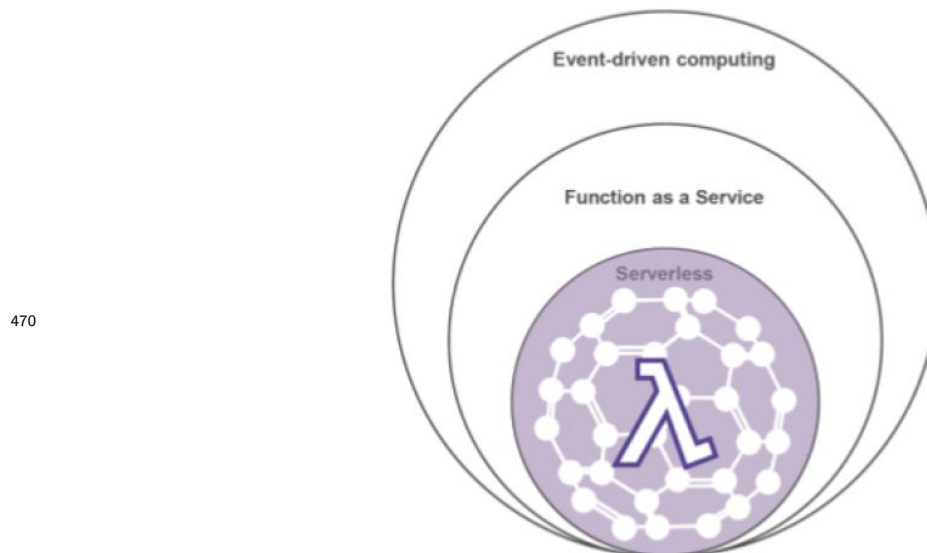 Event-driven computing
Function as a Service
Serverless
470
λ